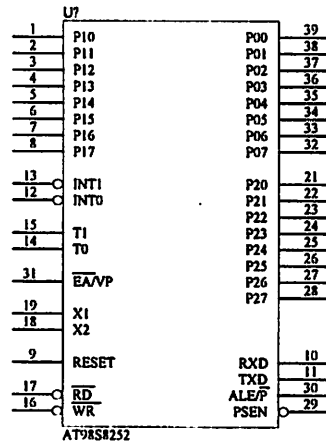 U?
1 P10 P00 39
2 P11 P01 38
3 P12 P02 37
4 P13 P03 36
5 P14 P04 35
6 P15 P05 34
7 P16 P06 33
8 P17 P07 32
13 INT1 P20 21
12 INT0 P21 22
P22 23
15 T1 P23 24
14 T0 P24 25
P25 26
31 EA/VP P26 27
P27 28
19 X1
18 X2
9 RESET RXD 10
TXD 11
17 RD ALE/P 30
16 WR PSEN 29
AT98S8252